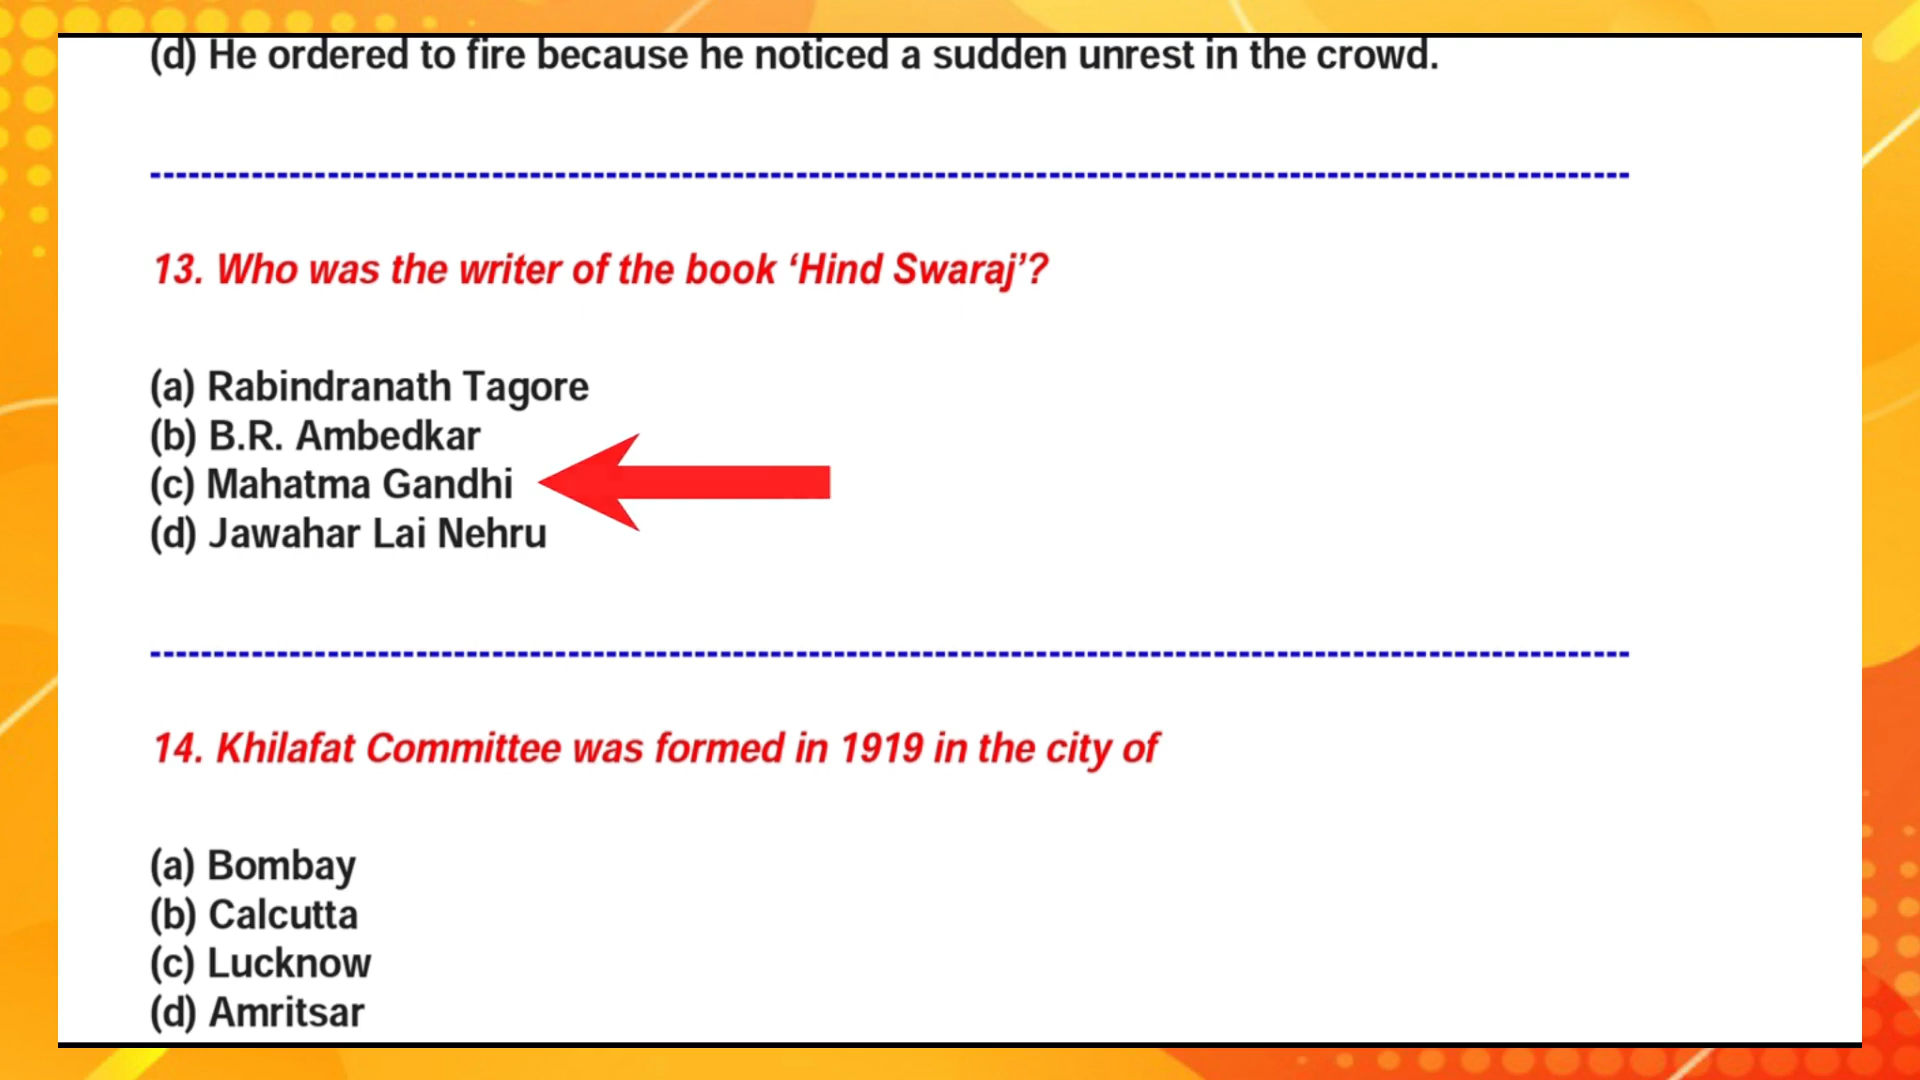 (d) He ordered to fire because he noticed a sudden unrest in the crowd.
13. Who was the writer of the book ‘Hind Swaraj’?
(a) Rabindranath Tagore
(b) B.R. Ambedkar
(c) Mahatma Gandhi
(d) Jawahar Lai Nehru
14. Khilafat Committee was formed in 1919 in the city of
(a) Bombay
(b) Calcutta
(c) Lucknow
(d) Amritsar